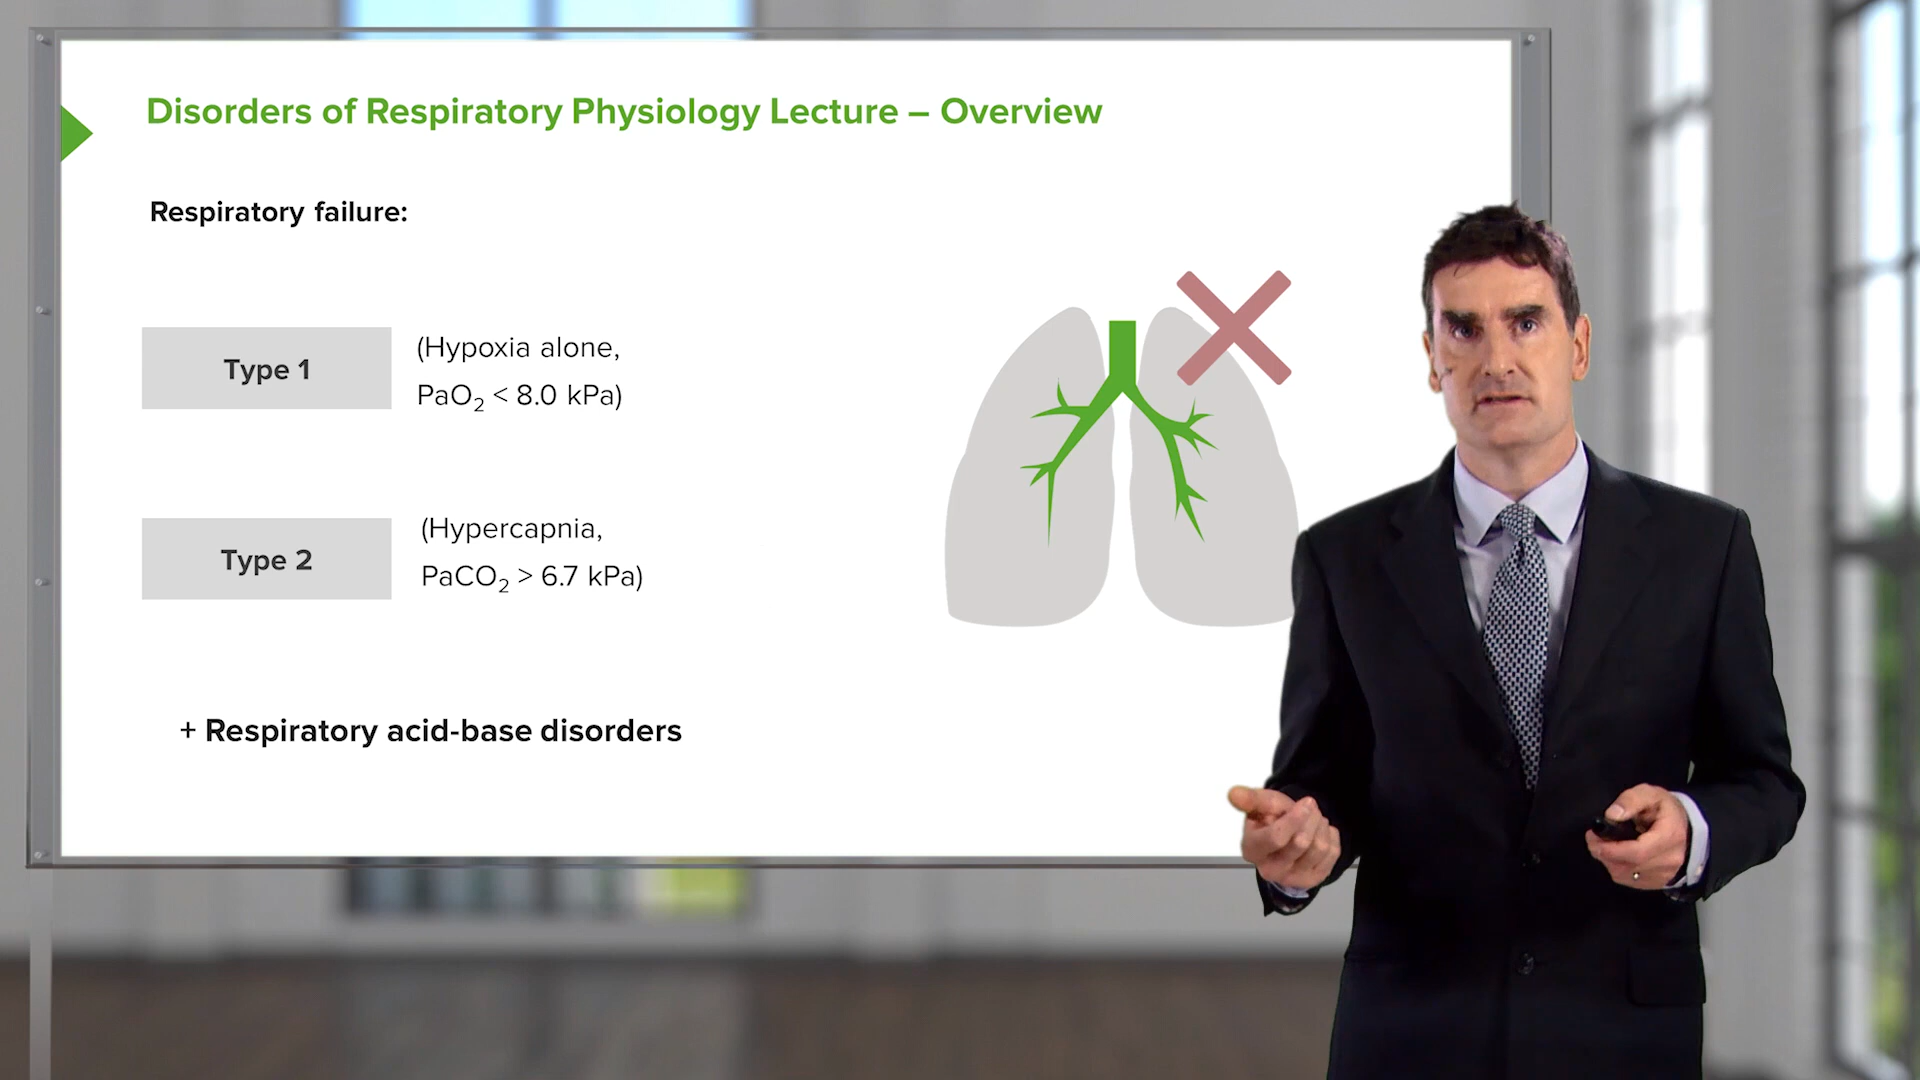 Disorders of Respiratory Physiology Lecture – Overview
Respiratory failure:
Type 1
(Hypoxia alone,
PaO₂ < 8.0 kPa)
Type 2
(Hypercapnia,
PaCO₂ > 6.7 kPa)
+ Respiratory acid-base disorders